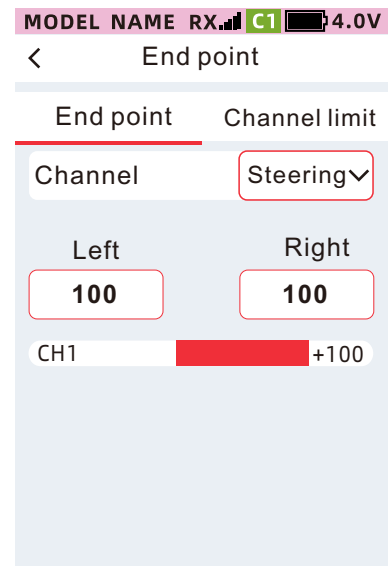 MODEL NAME RX C1 4.0V
End point
End point Channel limit
Channel Steering
Left Right
100 100
CH1 +100